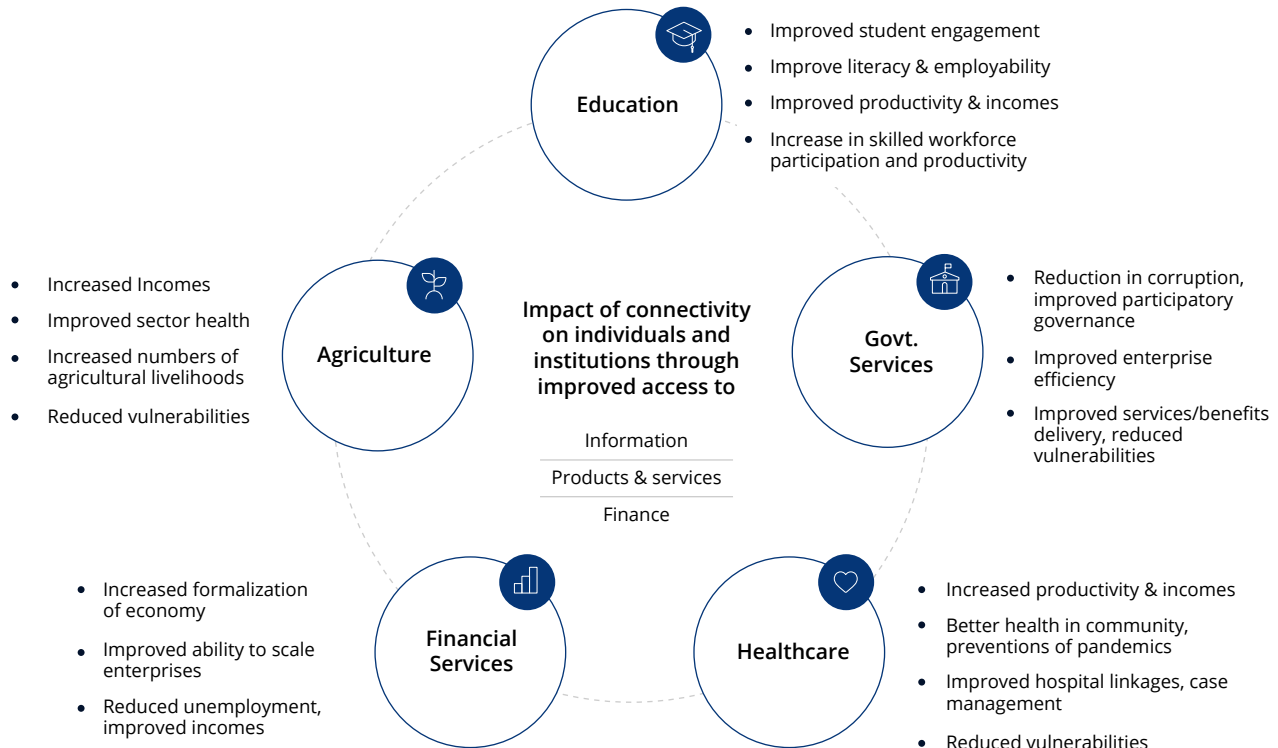 Education
• Improved student engagement
• Improve literacy & employability
• Improved productivity & incomes
• Increase in skilled workforce
participation and productivity
Agriculture
• Increased Incomes
• Improved sector health
• Increased numbers of
agricultural livelihoods
• Reduced vulnerabilities
Impact of connectivity
on individuals and
institutions through
improved access to
Information
Products & services
Finance
Govt.
Services
• Reduction in corruption,
improved participatory
governance
• Improved enterprise
efficiency
• Improved services/benefits
delivery, reduced
vulnerabilities
Financial
Services
• Increased formalization
of economy
• Improved ability to scale
enterprises
• Reduced unemployment,
improved incomes
Healthcare
• Increased productivity & incomes
• Better health in community,
preventions of pandemics
• Improved hospital linkages, case
management
• Reduced vulnerabilities